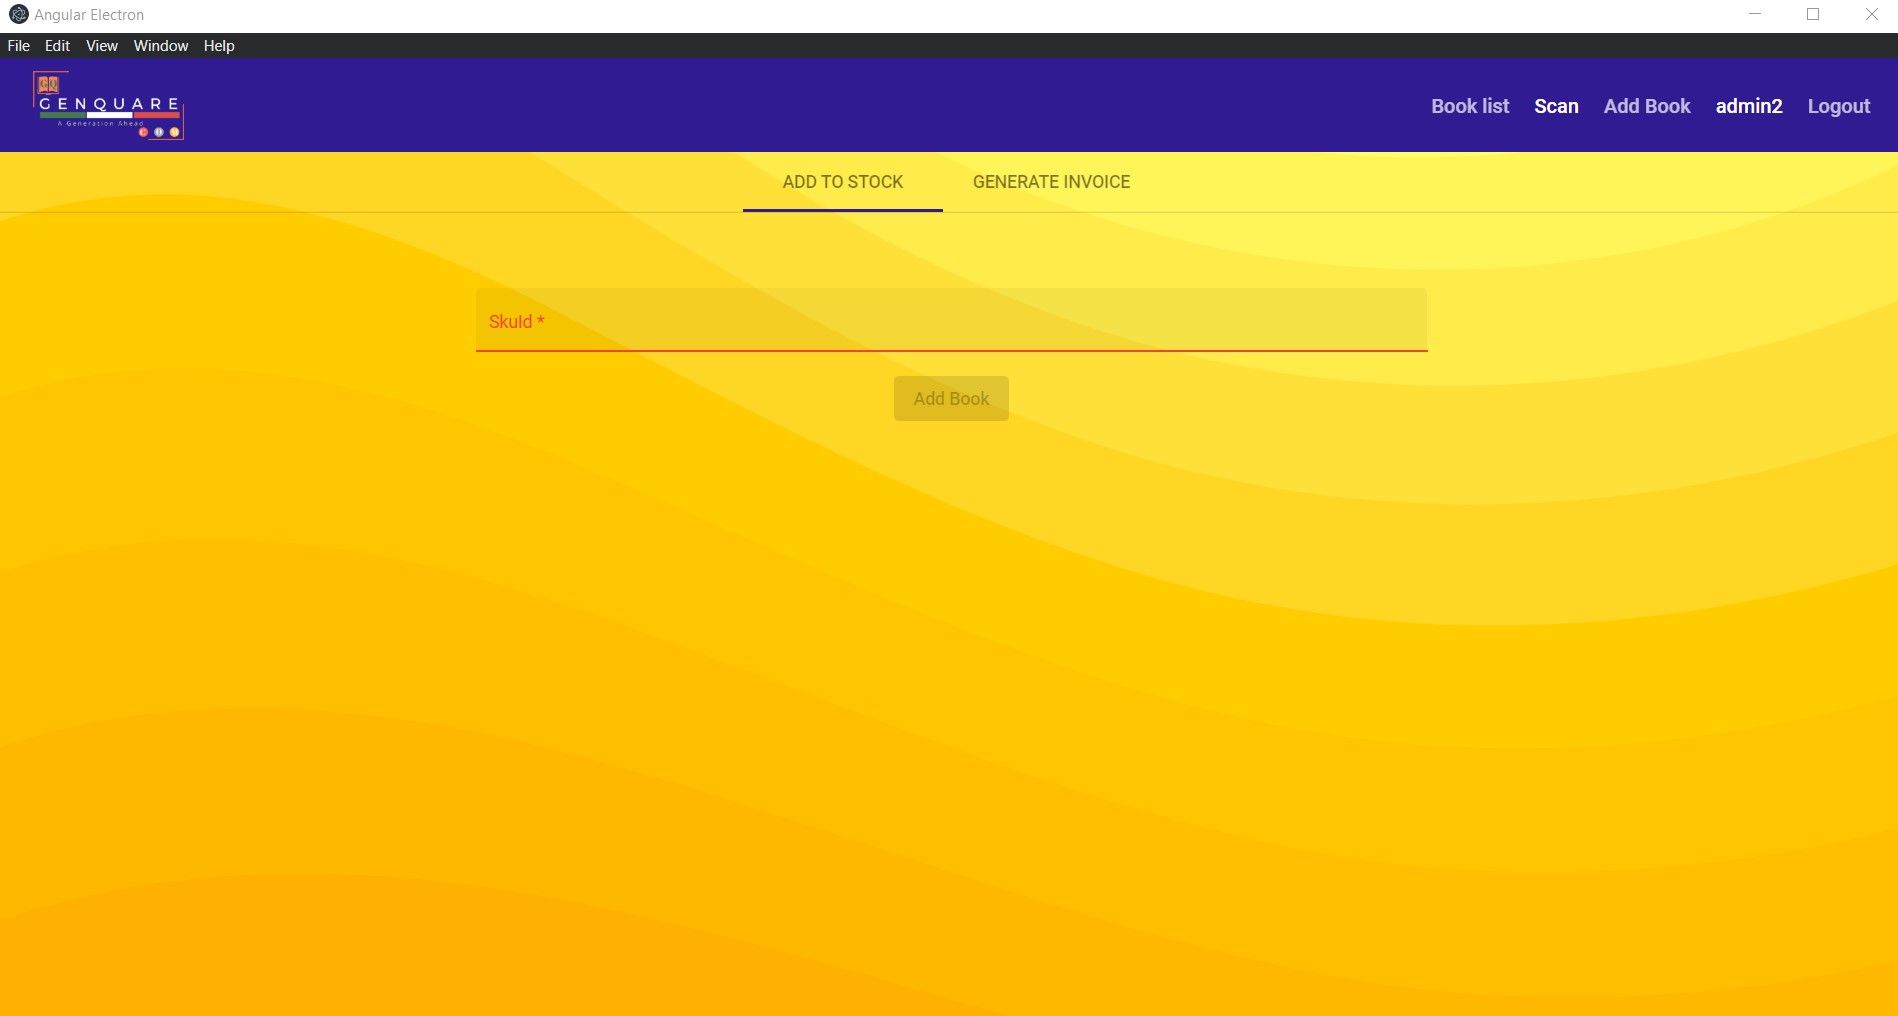 Angular Electron
File Edit View Window Help
GQ
GENQUARE
A Generation Ahead
C O M
Book list Scan Add Book admin2 Logout
ADD TO STOCK GENERATE INVOICE
SkuId *
Add Book